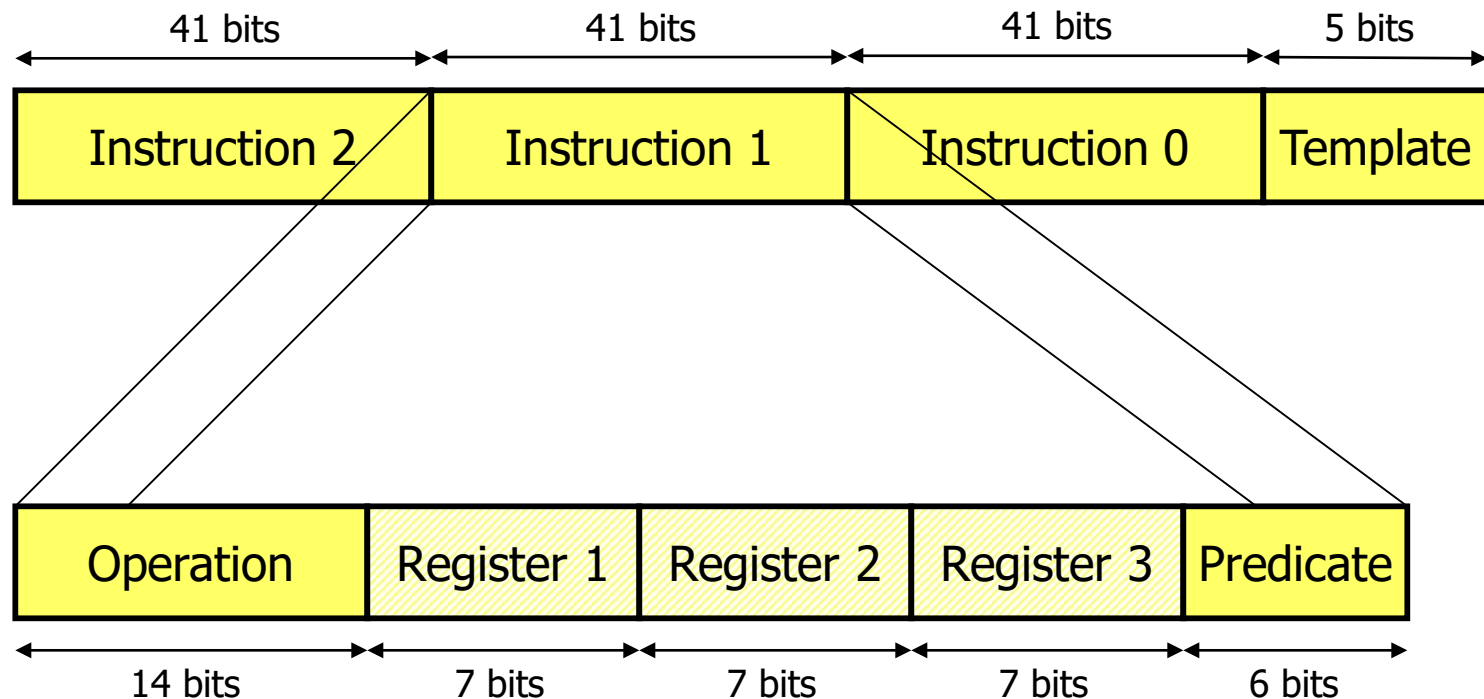 41 bits 41 bits 41 bits 5 bits
Instruction 2 Instruction 1 Instruction 0 Template
Operation Register 1 Register 2 Register 3 Predicate
14 bits 7 bits 7 bits 7 bits 6 bits